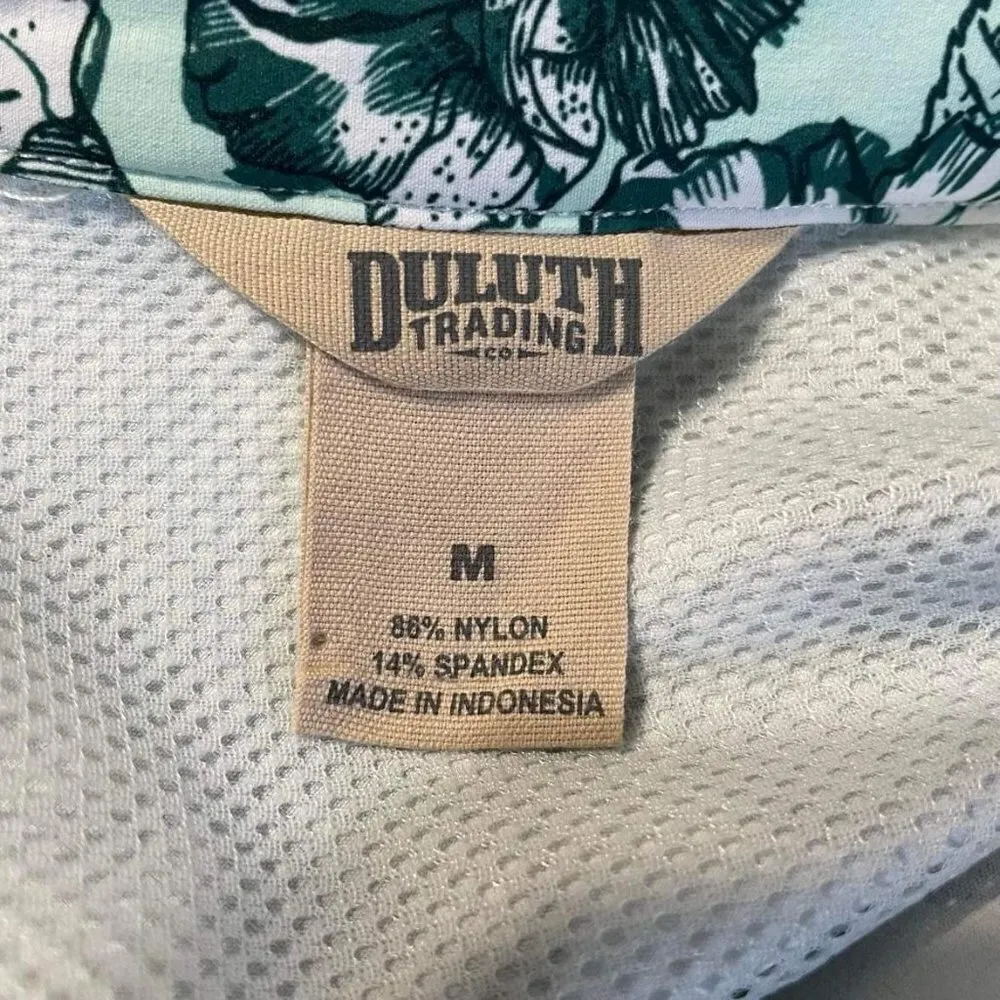 DULUTH
TRADING
CO
M
86% NYLON
14% SPANDEX
MADE IN INDONESIA